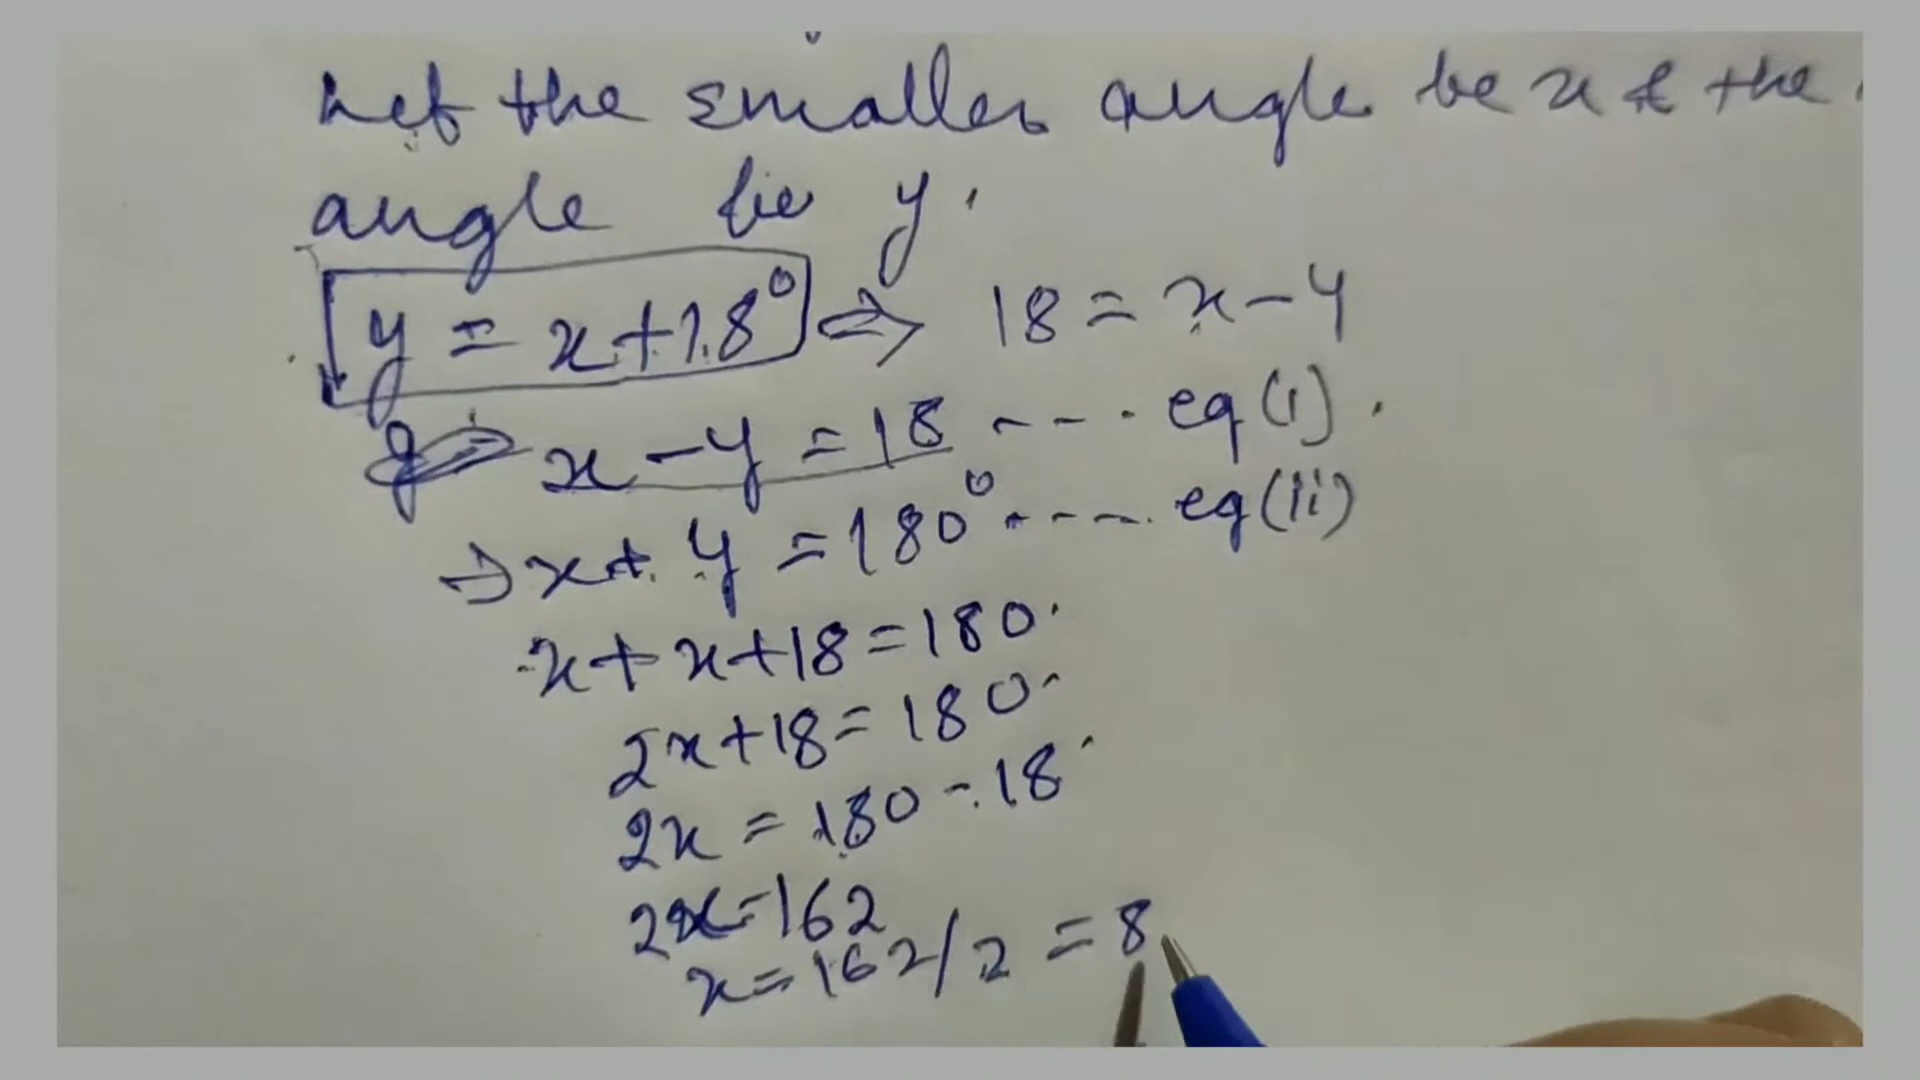 Let the smaller angle be x & the
angle be y.
y = x+18° ⇒ 18 = x-y
x-y = 18 ---. eq (i).
→ x+y = 180° ---. eq (ii)
x+x+18=180.
2x+18=180.
2x = 180-18.
2x=162
x=162/2 = 8